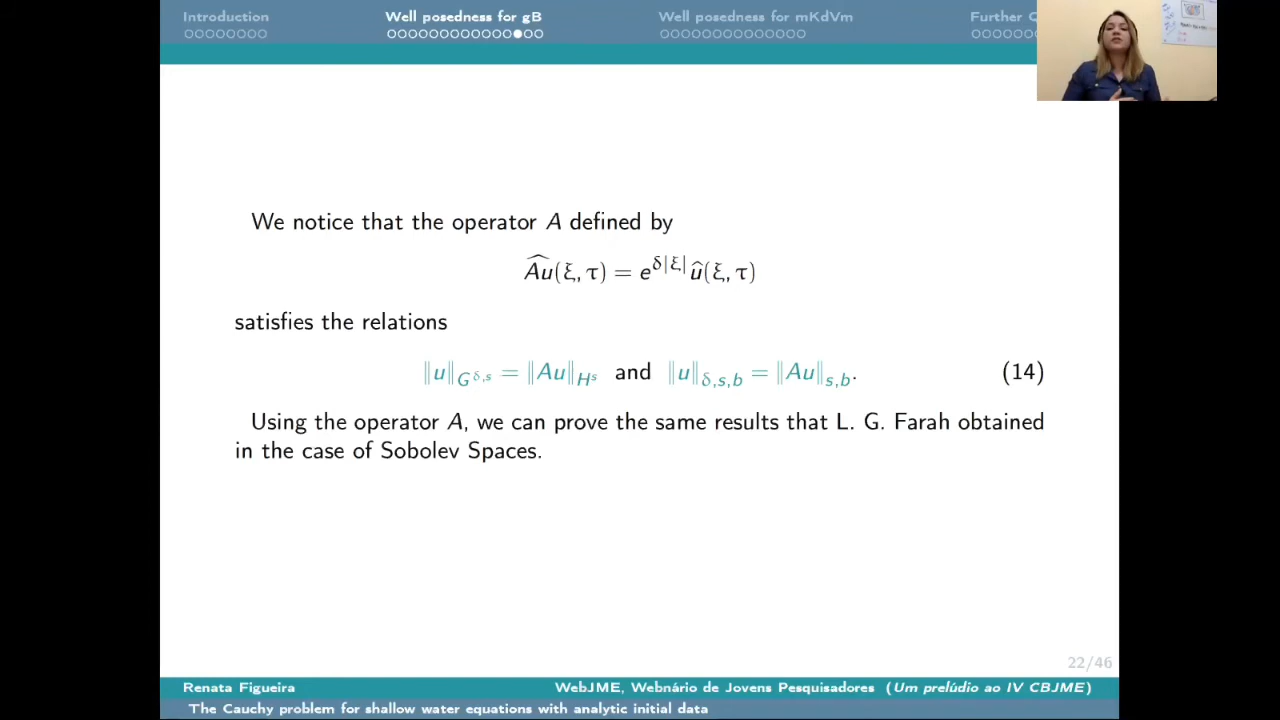 Introduction
Well posedness for gB
Well posedness for mKdVm
Further
We notice that the operator A defined by
\widehat{Au}(ξ, τ) = e^{δ|ξ|} \widehat{u}(ξ, τ)
satisfies the relations
‖u‖_{G^{δ,s}} = ‖Au‖_{H^s} and ‖u‖_{δ,s,b} = ‖Au‖_{s,b}. (14)
Using the operator A, we can prove the same results that L. G. Farah obtained
in the case of Sobolev Spaces.
22/46
Renata Figueira
WebJME, Webnário de Jovens Pesquisadores (Um prelúdio ao IV CBJME)
The Cauchy problem for shallow water equations with analytic initial data